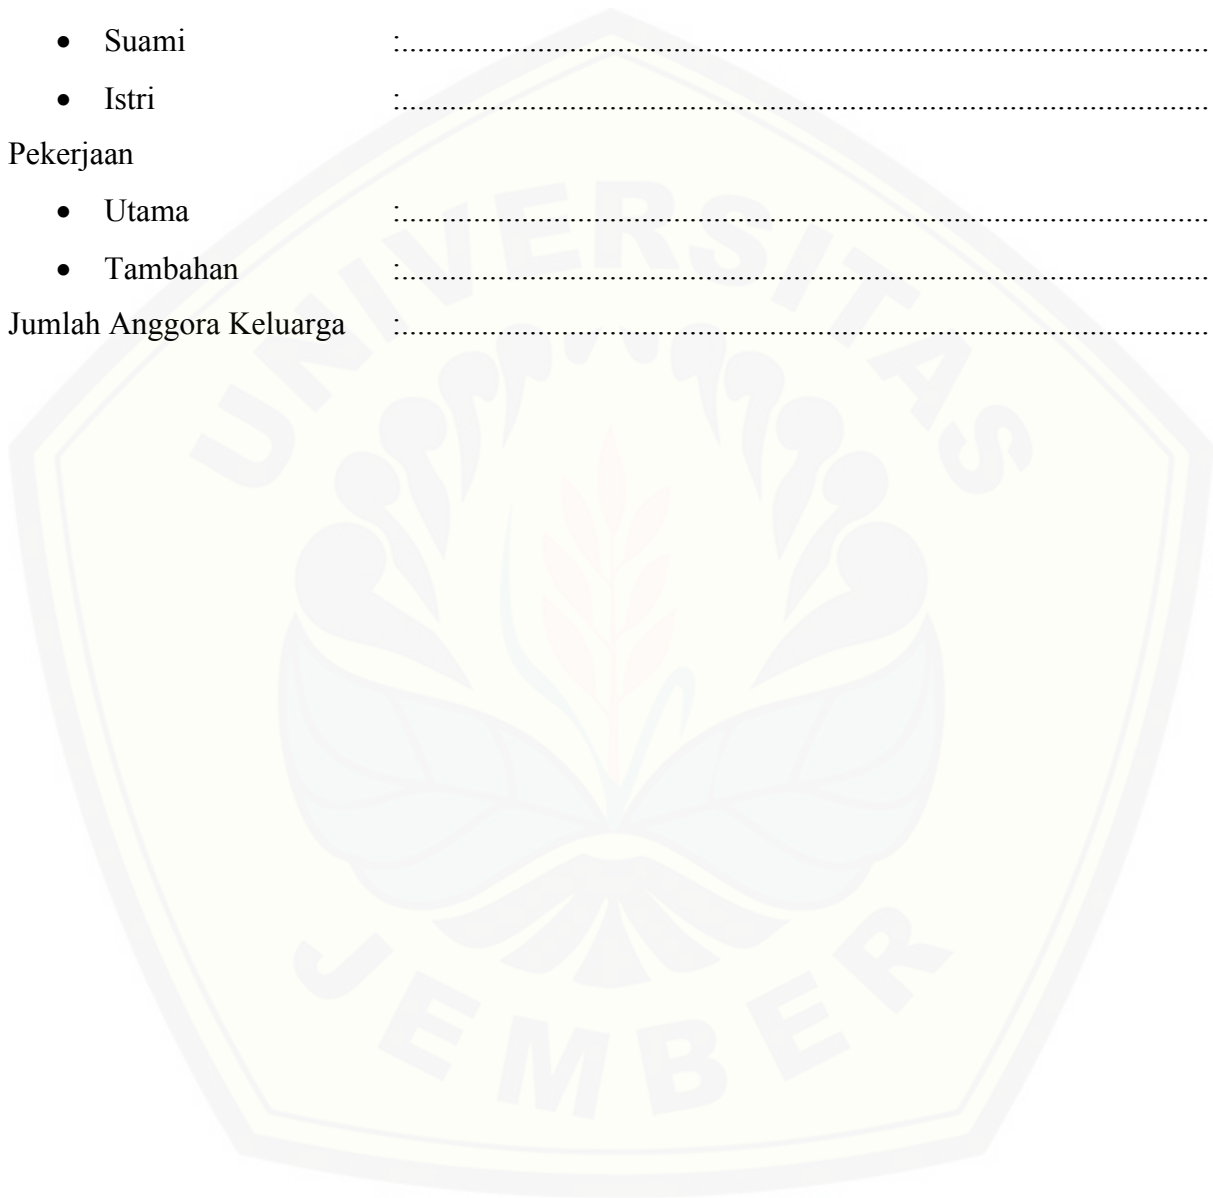 • Suami :....................................................................................................
• Istri :....................................................................................................
Pekerjaan
• Utama :....................................................................................................
• Tambahan :....................................................................................................
Jumlah Anggora Keluarga :....................................................................................................
UNIVERSITAS
JEMBER